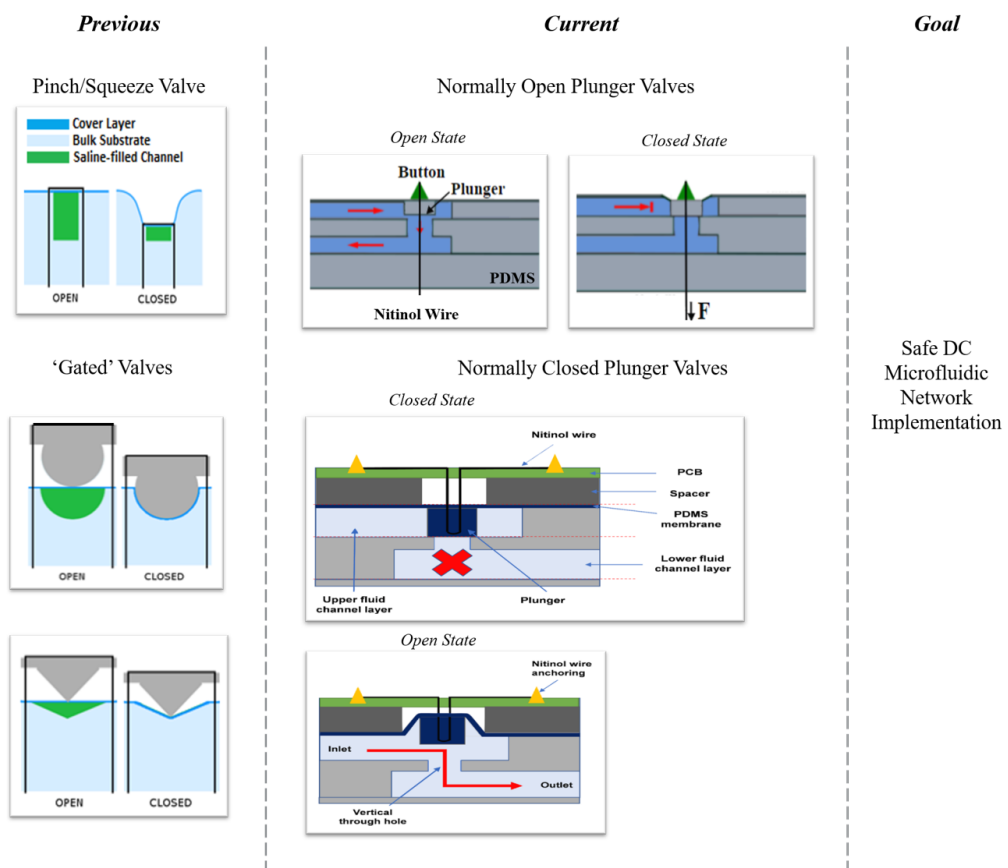 Previous
Current
Goal
Pinch/Squeeze Valve
Cover Layer
Bulk Substrate
Saline-filled Channel
OPEN
CLOSED
‘Gated’ Valves
OPEN
CLOSED
OPEN
CLOSED
Normally Open Plunger Valves
Open State
Closed State
Button
Plunger
PDMS
Nitinol Wire
F
Normally Closed Plunger Valves
Closed State
Nitinol wire
PCB
Spacer
PDMS
membrane
Lower fluid
channel layer
Upper fluid
channel layer
Plunger
Open State
Nitinol wire
anchoring
Inlet
Outlet
Vertical
through hole
Safe DC
Microfluidic
Network
Implementation